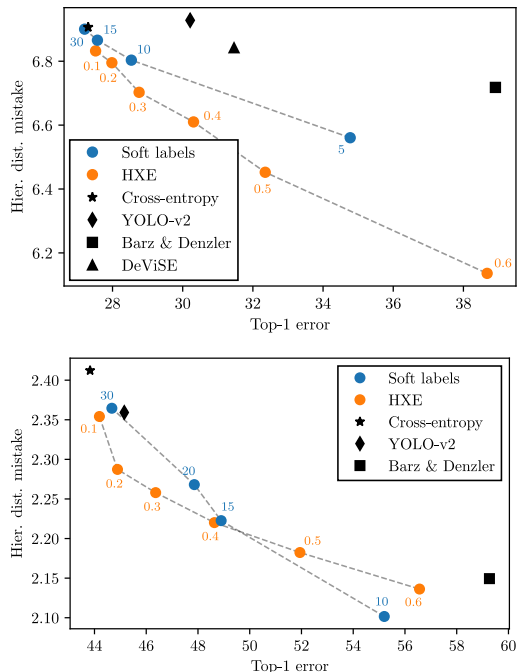 30
15
10
0.1
0.2
0.3
0.4
5
0.5
0.6
6.8
6.6
6.4
6.2
Hier. dist. mistake
Soft labels
HXE
Cross-entropy
YOLO-v2
Barz & Denzler
DeViSE
28 30 32 34 36 38
Top-1 error
2.40
2.35
2.30
2.25
2.20
2.15
2.10
Hier. dist. mistake
30
0.1
0.2
20
0.3
15
0.4
0.5
0.6
10
Soft labels
HXE
Cross-entropy
YOLO-v2
Barz & Denzler
44 46 48 50 52 54 56 58 60
Top-1 error